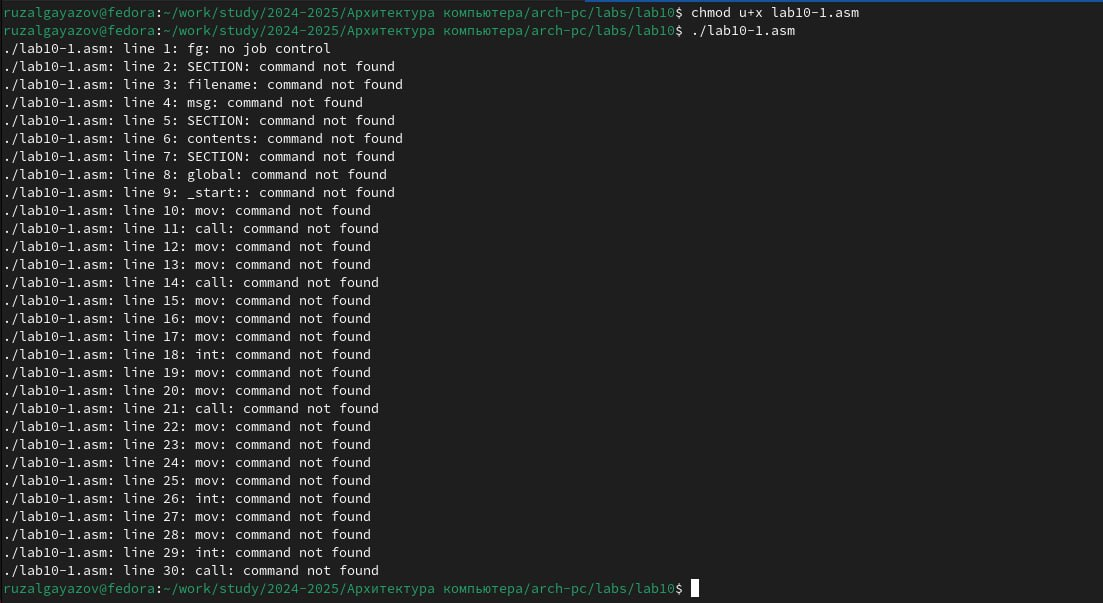 ruzalgayazov@fedora:~/work/study/2024-2025/Архитектура компьютера/arch-pc/labs/lab10$ chmod u+x lab10-1.asm
ruzalgayazov@fedora:~/work/study/2024-2025/Архитектура компьютера/arch-pc/labs/lab10$ ./lab10-1.asm
./lab10-1.asm: line 1: fg: no job control
./lab10-1.asm: line 2: SECTION: command not found
./lab10-1.asm: line 3: filename: command not found
./lab10-1.asm: line 4: msg: command not found
./lab10-1.asm: line 5: SECTION: command not found
./lab10-1.asm: line 6: contents: command not found
./lab10-1.asm: line 7: SECTION: command not found
./lab10-1.asm: line 8: global: command not found
./lab10-1.asm: line 9: _start:: command not found
./lab10-1.asm: line 10: mov: command not found
./lab10-1.asm: line 11: call: command not found
./lab10-1.asm: line 12: mov: command not found
./lab10-1.asm: line 13: mov: command not found
./lab10-1.asm: line 14: call: command not found
./lab10-1.asm: line 15: mov: command not found
./lab10-1.asm: line 16: mov: command not found
./lab10-1.asm: line 17: mov: command not found
./lab10-1.asm: line 18: int: command not found
./lab10-1.asm: line 19: mov: command not found
./lab10-1.asm: line 20: mov: command not found
./lab10-1.asm: line 21: call: command not found
./lab10-1.asm: line 22: mov: command not found
./lab10-1.asm: line 23: mov: command not found
./lab10-1.asm: line 24: mov: command not found
./lab10-1.asm: line 25: mov: command not found
./lab10-1.asm: line 26: int: command not found
./lab10-1.asm: line 27: mov: command not found
./lab10-1.asm: line 28: mov: command not found
./lab10-1.asm: line 29: int: command not found
./lab10-1.asm: line 30: call: command not found
ruzalgayazov@fedora:~/work/study/2024-2025/Архитектура компьютера/arch-pc/labs/lab10$